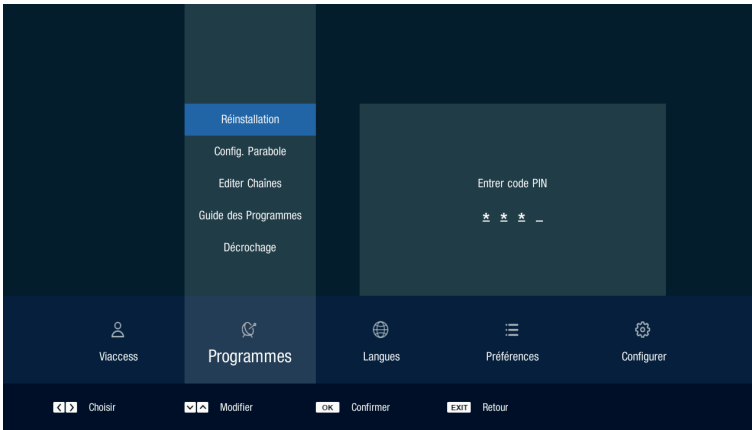 Réinstallation
Config. Parabole
Editer Chaînes
Guide des Programmes
Décrochage
Entrer code PIN
* * * _
Viaccess
Programmes
Langues
Préférences
Configurer
Choisir
Modifier
OK Confirmer
EXIT Retour